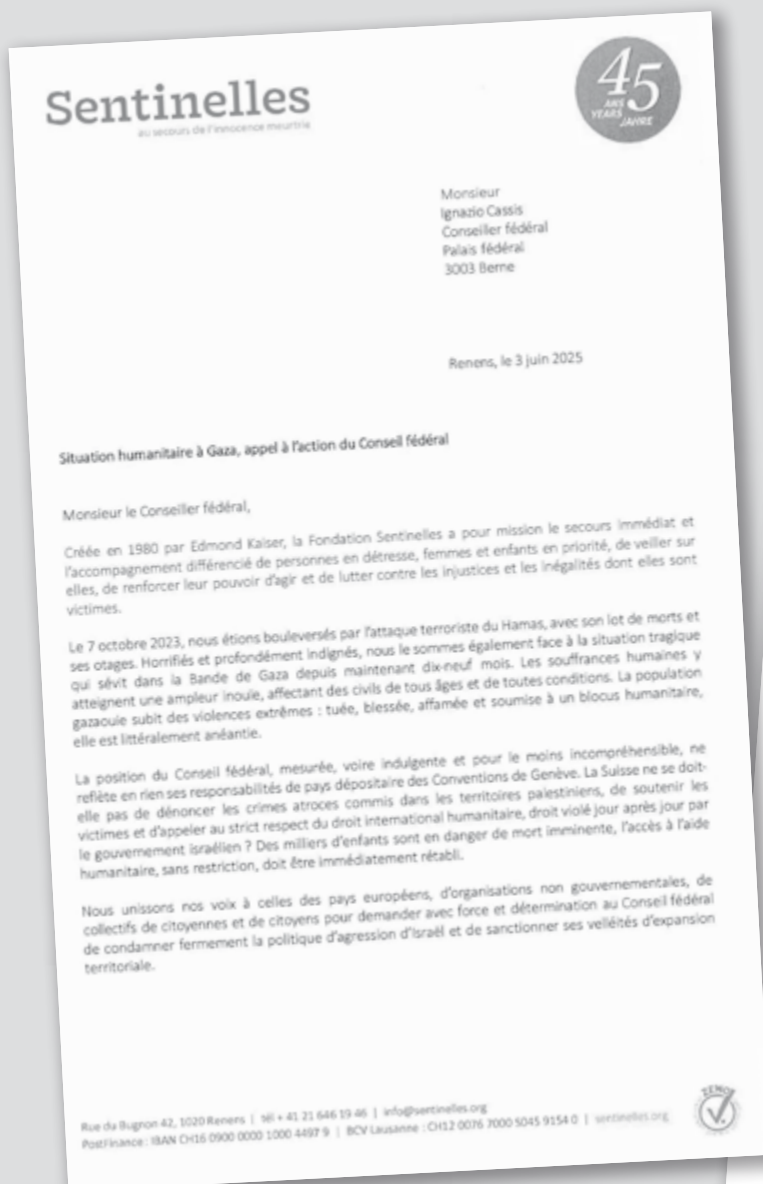 Sentinelles
au secours de l'innocence meurtrie
45
ANS
YEARS
JAHRE
Monsieur
Ignazio Cassis
Conseiller fédéral
Palais fédéral
3003 Berne
Renens, le 3 juin 2025
Situation humanitaire à Gaza, appel à l'action du Conseil fédéral
Monsieur le Conseiller fédéral,
Créée en 1980 par Edmond Kaiser, la Fondation Sentinelles a pour mission le secours immédiat et
l'accompagnement différencié de personnes en détresse, femmes et enfants en priorité, de veiller sur
elles, de renforcer leur pouvoir d'agir et de lutter contre les injustices et les inégalités dont elles sont
victimes.
Le 7 octobre 2023, nous étions bouleversés par l'attaque terroriste du Hamas, avec son lot de morts et
ses otages. Horrifiés et profondément indignés, nous le sommes également face à la situation tragique
qui sévit dans la Bande de Gaza depuis maintenant dix-neuf mois. Les souffrances humaines y
atteignent une ampleur inouïe, affectant des civils de tous âges et de toutes conditions. La population
gazaouie subit des violences extrêmes : tuée, blessée, affamée et soumise à un blocus humanitaire,
elle est littéralement anéantie.
La position du Conseil fédéral, mesurée, voire indulgente et pour le moins incompréhensible, ne
reflète en rien ses responsabilités de pays dépositaire des Conventions de Genève. La Suisse ne se doit-
elle pas de dénoncer les crimes atroces commis dans les territoires palestiniens, de soutenir les
victimes et d'appeler au strict respect du droit international humanitaire, droit violé jour après jour par
le gouvernement israélien ? Des milliers d'enfants sont en danger de mort imminente, l'accès à l'aide
humanitaire, sans restriction, doit être immédiatement rétabli.
Nous unissons nos voix à celles des pays européens, d'organisations non gouvernementales, de
collectifs de citoyennes et de citoyens pour demander avec force et détermination au Conseil fédéral
de condamner fermement la politique d'agression d'Israël et de sanctionner ses velléités d'expansion
territoriale.
Rue du Bugnon 42, 1020 Renens | tél + 41 21 646 19 46 | info@sentinelles.org
PostFinance : IBAN CH16 0900 0000 1000 4497 9 | BCV Lausanne : CH12 0076 7000 5045 9154 0 | sentinelles.org
ZEWO